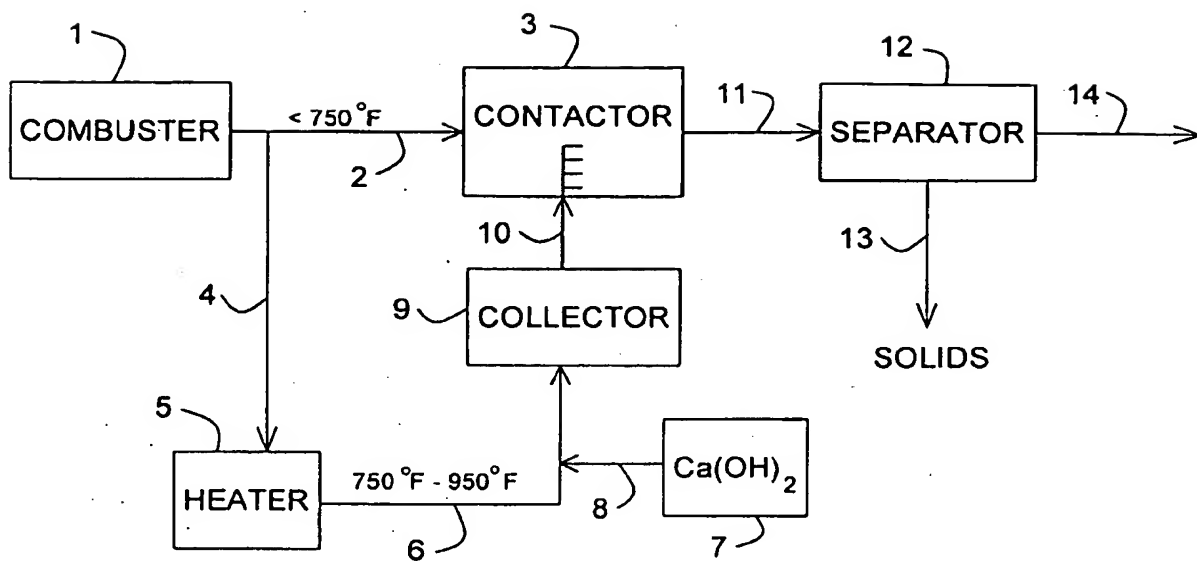 1
3
12
COMBUSTER
< 750°F
2
CONTACTOR
11
SEPARATOR
14
10
13
4
9
COLLECTOR
SOLIDS
5
HEATER
750°F - 950°F
6
8
Ca(OH)2
7